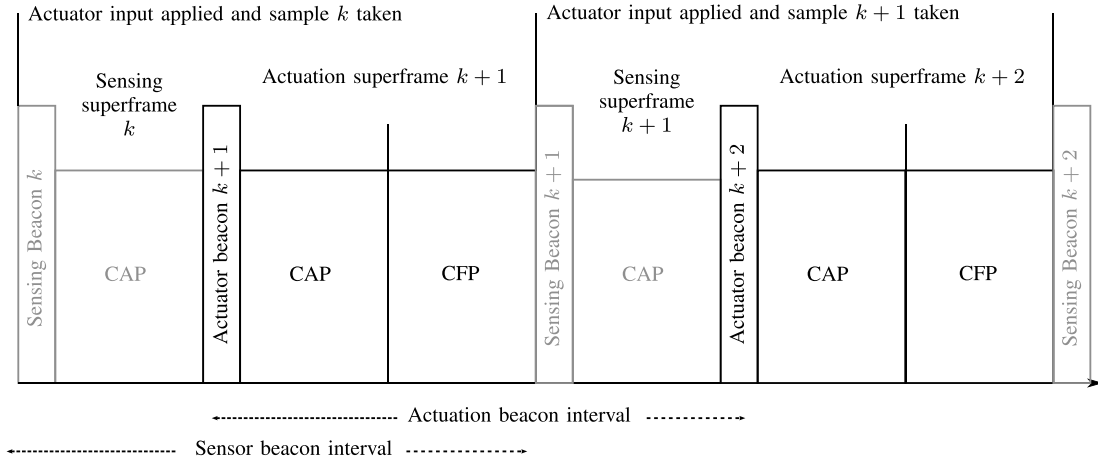 Actuator input applied and sample k taken
Actuator input applied and sample k + 1 taken
Sensing
superframe
k
Actuation superframe k + 1
Sensing
superframe
k + 1
Actuation superframe k + 2
Sensing Beacon k
CAP
Actuator beacon k + 1
CAP
CFP
Sensing Beacon k + 1
CAP
Actuator beacon k + 2
CAP
CFP
Sensing Beacon k + 2
Actuation beacon interval
Sensor beacon interval